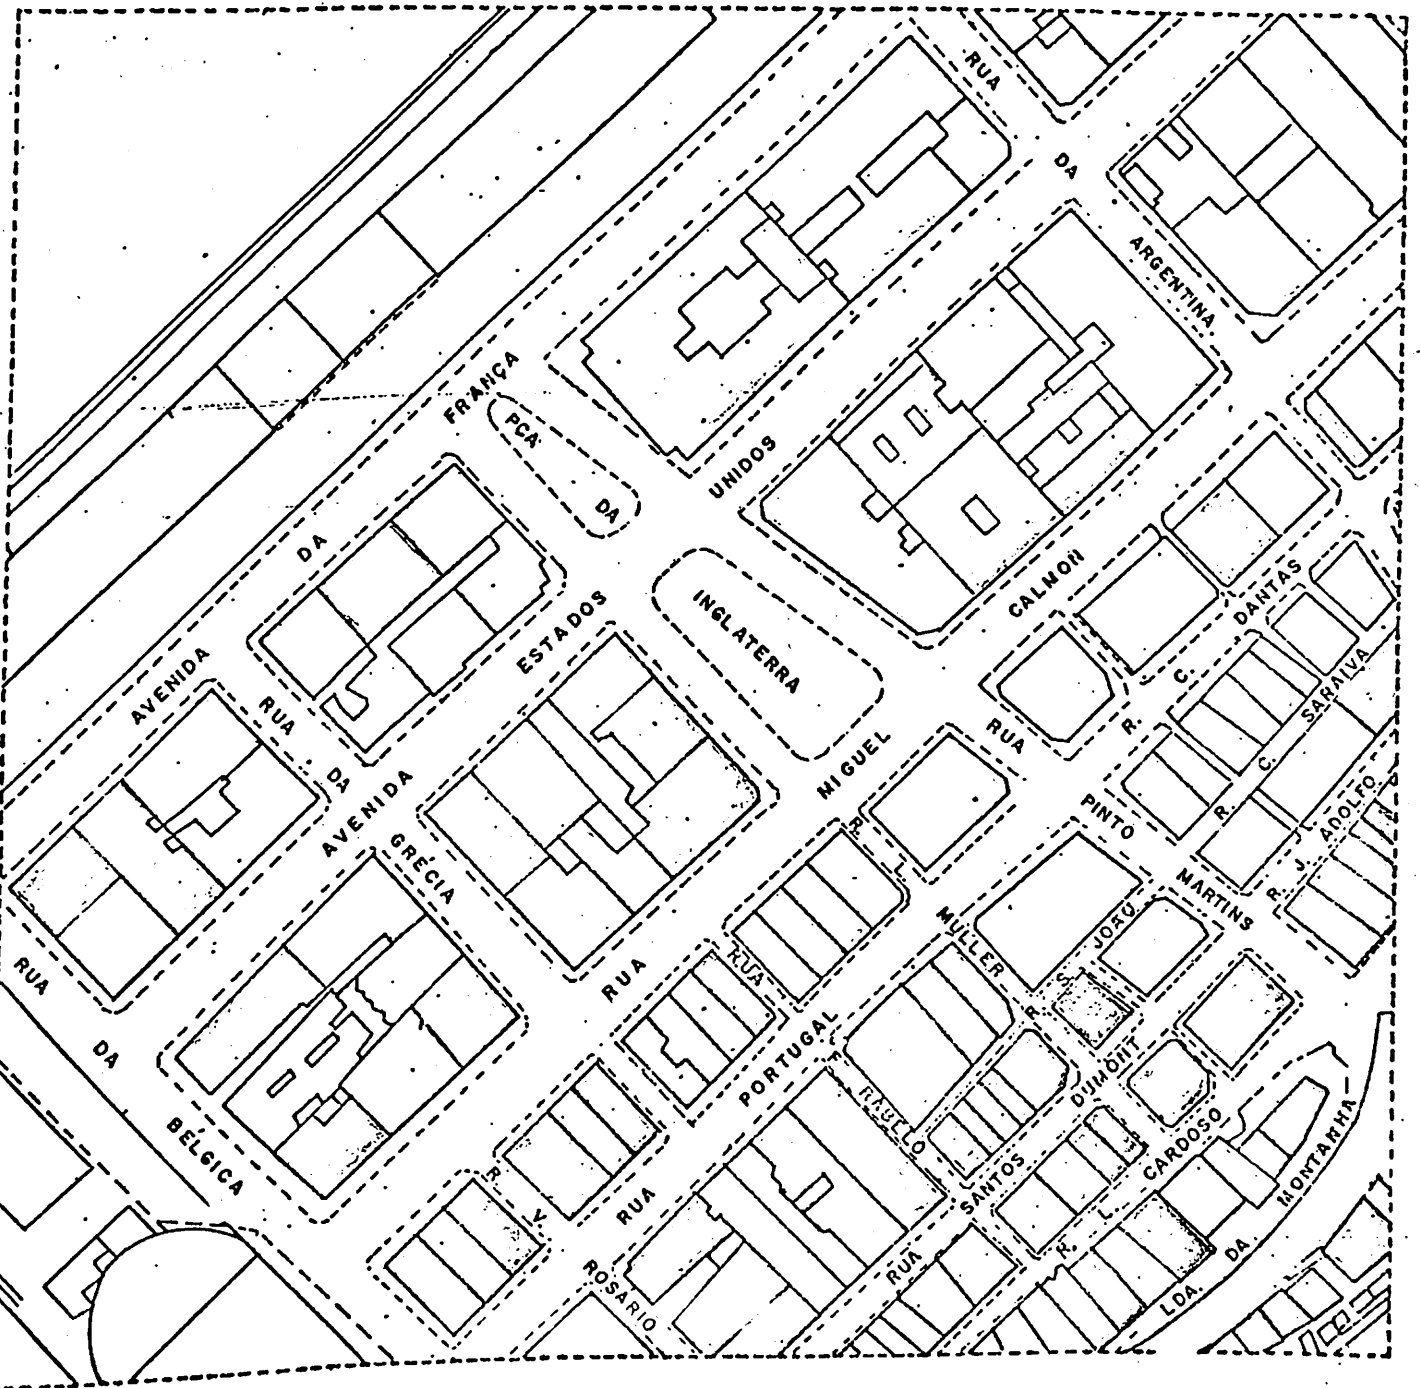 RUA DA ARGENTINA
AVENIDA DA FRANÇA
PCA DA INGLATERRA
AVENIDA ESTADOS UNIDOS
RUA DA GRÉCIA
RUA DA BÉLGICA
RUA MIGUEL CALMON
RUA PINTO MARTINS
R. C. DANTAS
R. C. SARAIVA
R. J. ADOLFO
R. L.
MULLER
R. S. JOÃO
RUA PORTUGAL
RUA
RABELLO
RUA SANTOS DUMONT
R. L. CARDOSO
LDA. DA MONTANHA
R. V.
ROSARIO